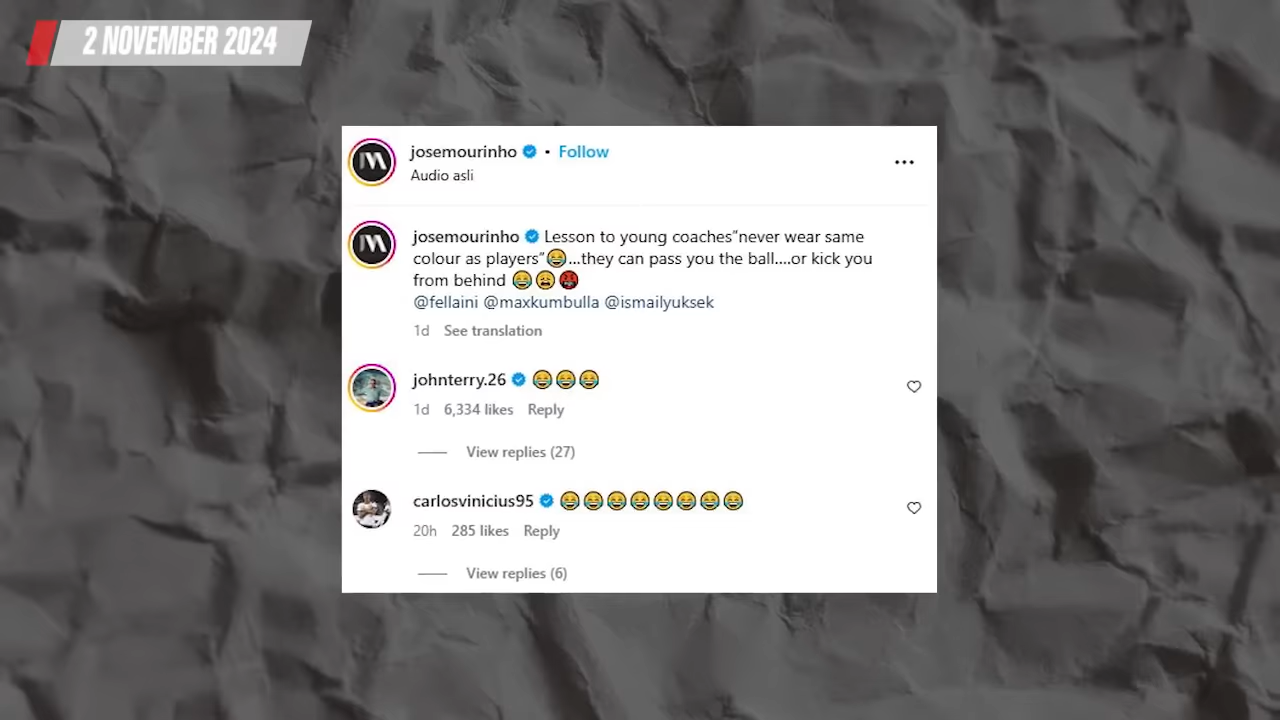 2 NOVEMBER 2024
josemourinho • Follow
Audio asli
josemourinho Lesson to young coaches"never wear same
colour as players"😂...they can pass you the ball....or kick you
from behind 😂😩🤬
@fellaini @maxkumbulla @ismailyuksek
1d See translation
johnterry.26 😂😂😂
1d 6,334 likes Reply
View replies (27)
carlosvinicius95 😂😂😂😂😂😂😂😂
20h 285 likes Reply
View replies (6)